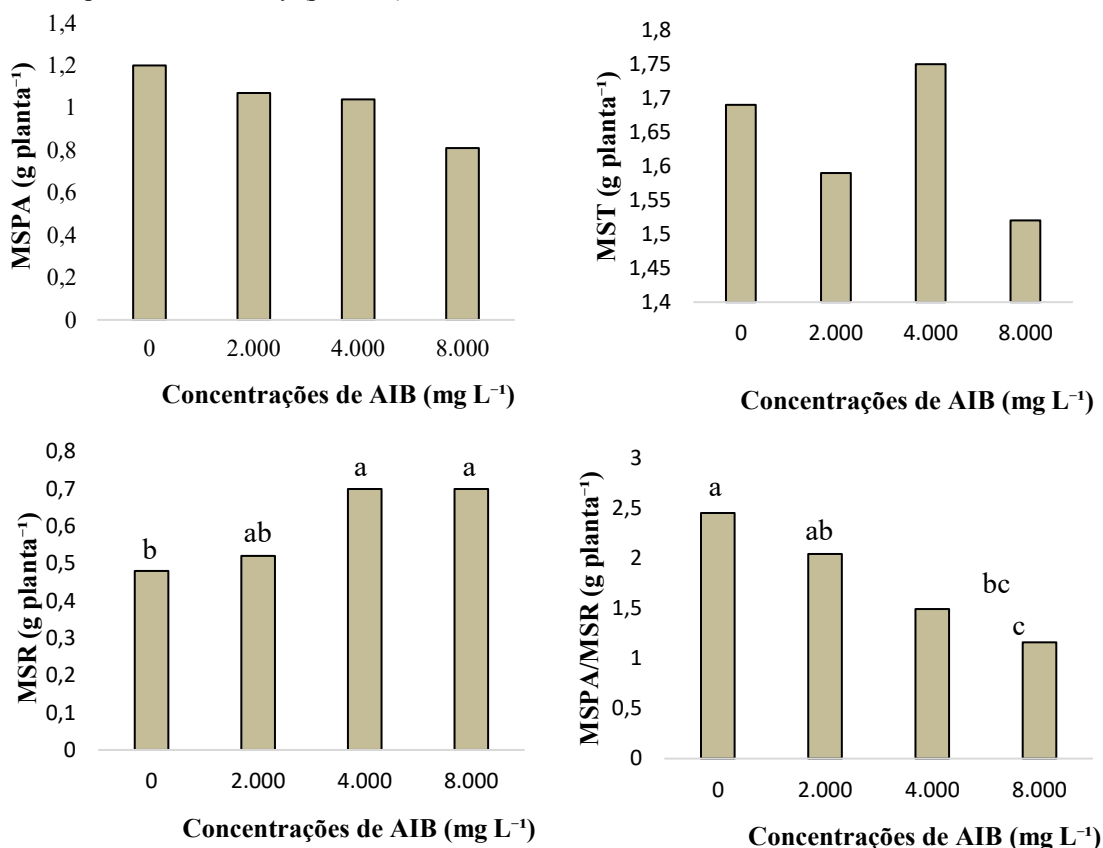 MSPA (g planta⁻¹)
1,4
1,2
1
0,8
0,6
0,4
0,2
0
0 2.000 4.000 8.000
Concentrações de AIB (mg L⁻¹)
MST (g planta⁻¹)
1,8
1,75
1,7
1,65
1,6
1,55
1,5
1,45
1,4
0 2.000 4.000 8.000
Concentrações de AIB (mg L⁻¹)
MSR (g planta⁻¹)
0,8
0,7
0,6
0,5
0,4
0,3
0,2
0,1
0
b ab a a
0 2.000 4.000 8.000
Concentrações de AIB (mg L⁻¹)
MSPA/MSR (g planta⁻¹)
3
2,5
2
1,5
1
0,5
0
a
ab
bc
c
0 2.000 4.000 8.000
Concentrações de AIB (mg L⁻¹)